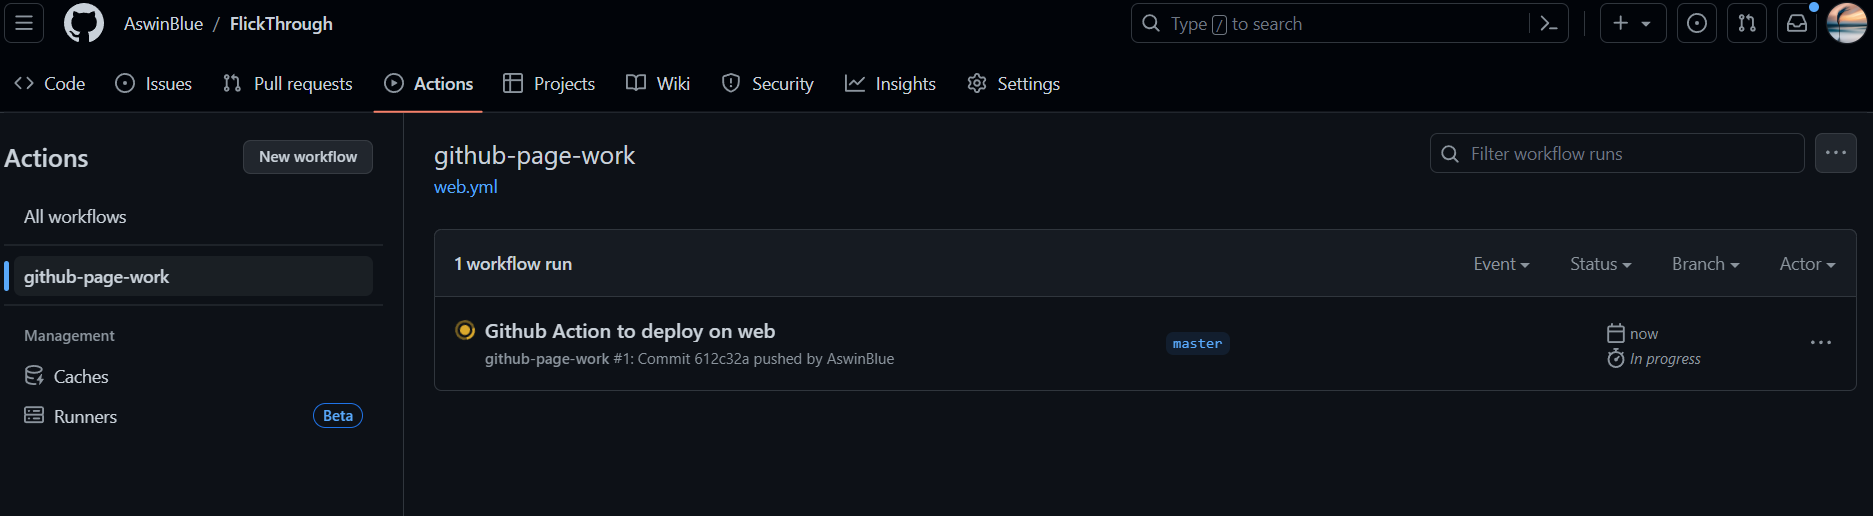 AswinBlue / FlickThrough
Type / to search
Code
Issues
Pull requests
Actions
Projects
Wiki
Security
Insights
Settings
Actions
New workflow
All workflows
github-page-work
Management
Caches
Runners
Beta
github-page-work
web.yml
Filter workflow runs
1 workflow run
Event
Status
Branch
Actor
Github Action to deploy on web
github-page-work #1: Commit 612c32a pushed by AswinBlue
master
now
In progress